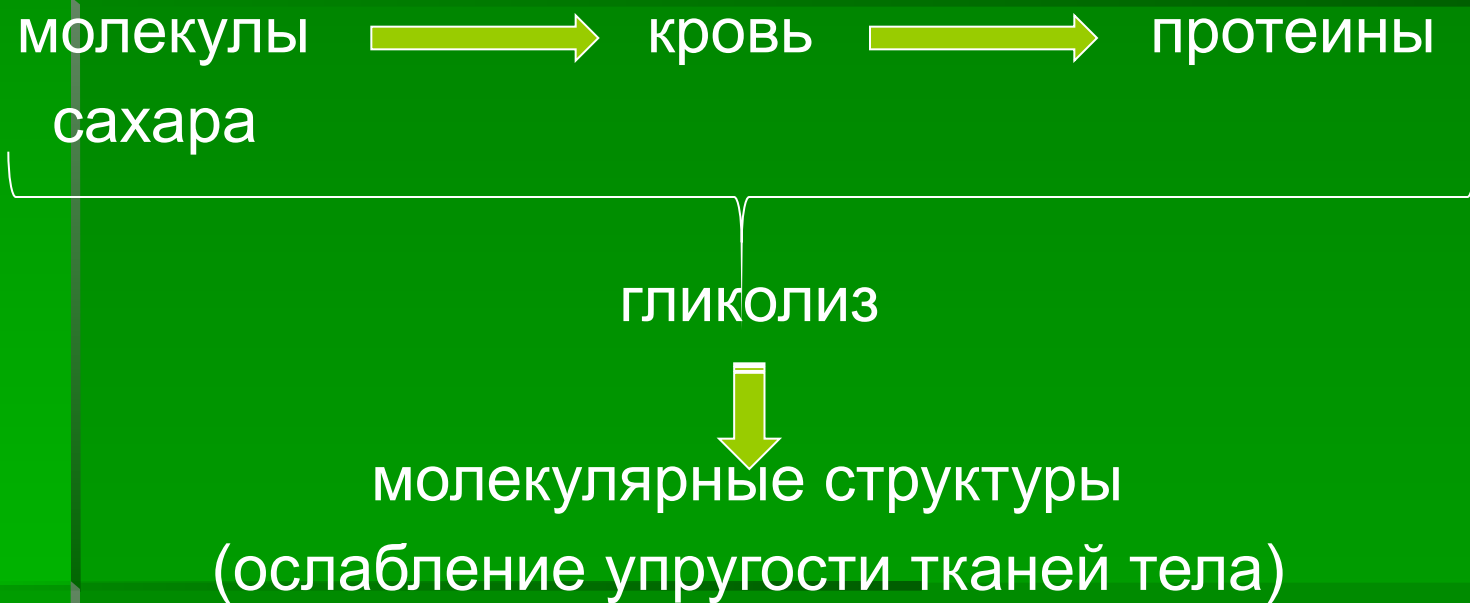 молекулы кровь протеины
сахара
гликолиз
молекулярные структуры
(ослабление упругости тканей тела)